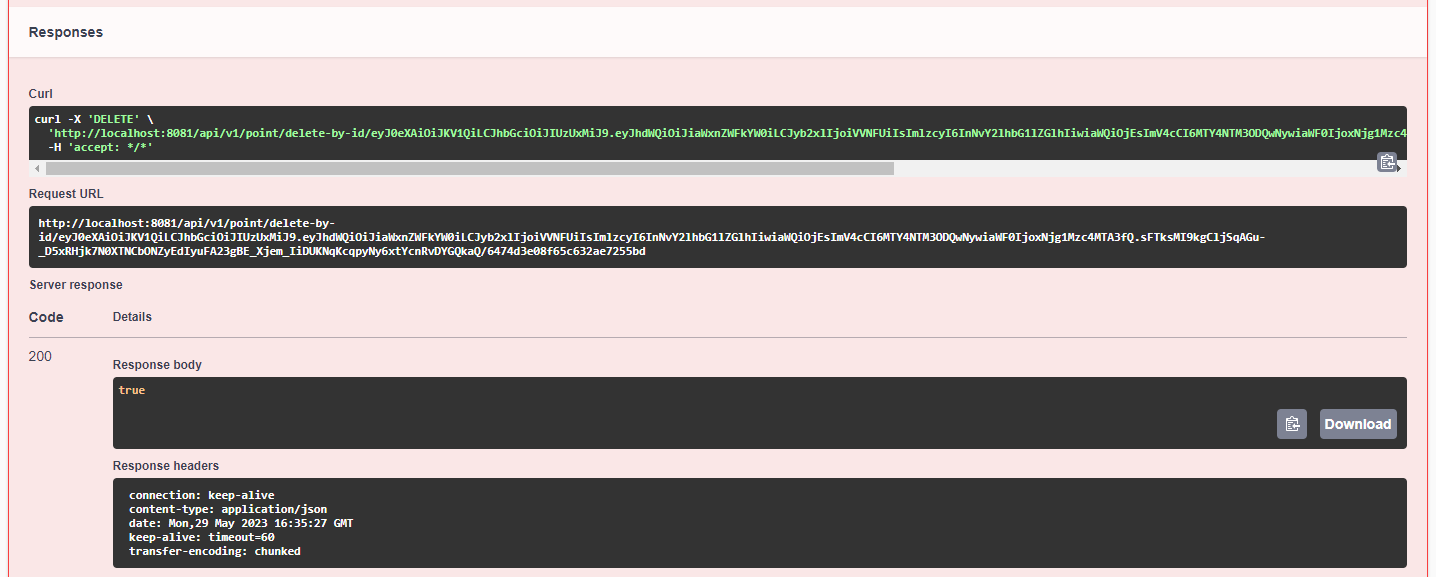 Responses
Curl
curl -X 'DELETE' \
'http://localhost:8081/api/v1/point/delete-by-id/eyJ0eXAiOiJKV1QiLCJhbGciOiJIUzUxMiJ9.eyJhdWQiOiJiaWxnZWFkYW0iLCJyb2xlIjoiVVNFUiIsImlzcyI6InNvY2lhbG1lZGlhIiwiaWQiOjEsImV4cCI6MTY4NTM3ODQwNywiaWF0IjoxNjg1Mzc4
-H 'accept: */*'
Request URL
http://localhost:8081/api/v1/point/delete-by-
id/eyJ0eXAiOiJKV1QiLCJhbGciOiJIUzUxMiJ9.eyJhdWQiOiJiaWxnZWFkYW0iLCJyb2xlIjoiVVNFUiIsImlzcyI6InNvY2lhbG1lZGlhIiwiaWQiOjEsImV4cCI6MTY4NTM3ODQwNywiaWF0IjoxNjg1Mzc4MTA3fQ.sFTksMI9kgCljSqAGu-
_D5xRHjk7N0XTNCbONZyEdIyuFA23gBE_Xjem_IiDUKNqKcqpyNy6xtYcnRvDYGQkaQ/6474d3e08f65c632ae7255bd
Server response
Code Details
200
Response body
true
Download
Response headers
connection: keep-alive
content-type: application/json
date: Mon,29 May 2023 16:35:27 GMT
keep-alive: timeout=60
transfer-encoding: chunked